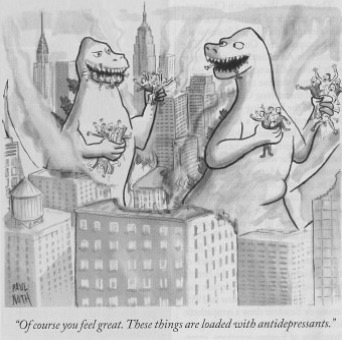 PAUL
NOTH
"Of course you feel great. These things are loaded with antidepressants."